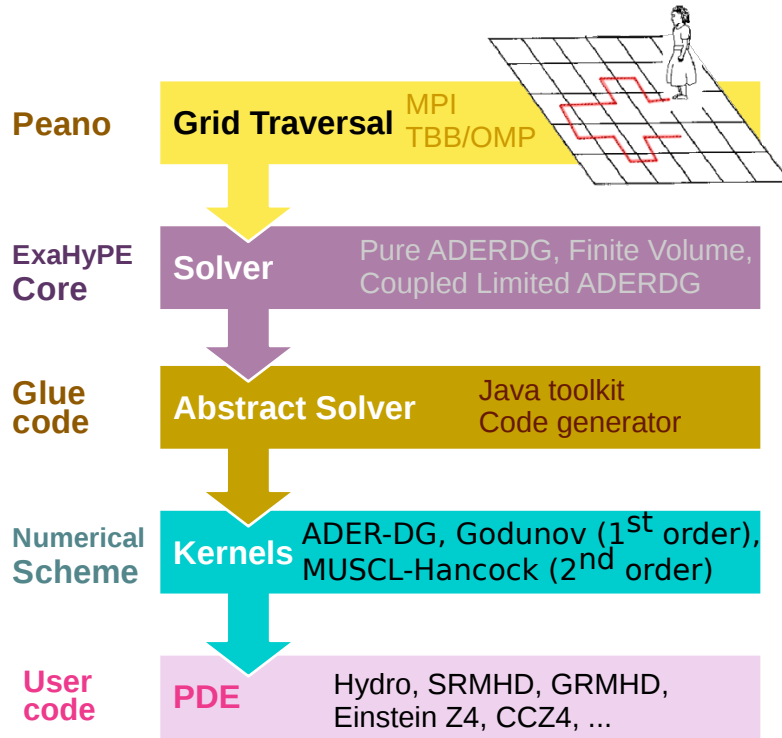 Peano
Grid Traversal
MPI
TBB/OMP
ExaHyPE
Core
Solver
Pure ADERDG, Finite Volume,
Coupled Limited ADERDG
Glue
code
Abstract Solver
Java toolkit
Code generator
Numerical
Scheme
Kernels
ADER-DG, Godunov (1st order),
MUSCL-Hancock (2nd order)
User
code
PDE
Hydro, SRMHD, GRMHD,
Einstein Z4, CCZ4, ...